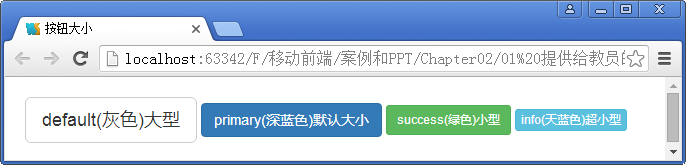 按钮大小
localhost:63342/F/移动前端/案例和PPT/Chapter02/01%20提供给教员的
default(灰色)大型 primary(深蓝色)默认大小 success(绿色)小型 info(天蓝色)超小型